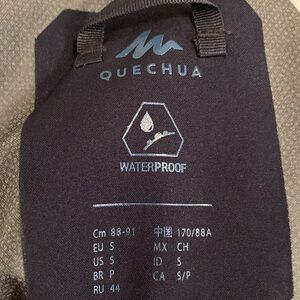 QUECHUA
WATERPROOF
Cm 88-91 中国 170/88A
EU S MX CH
US S ID S
BR P CA S/P
RU 44